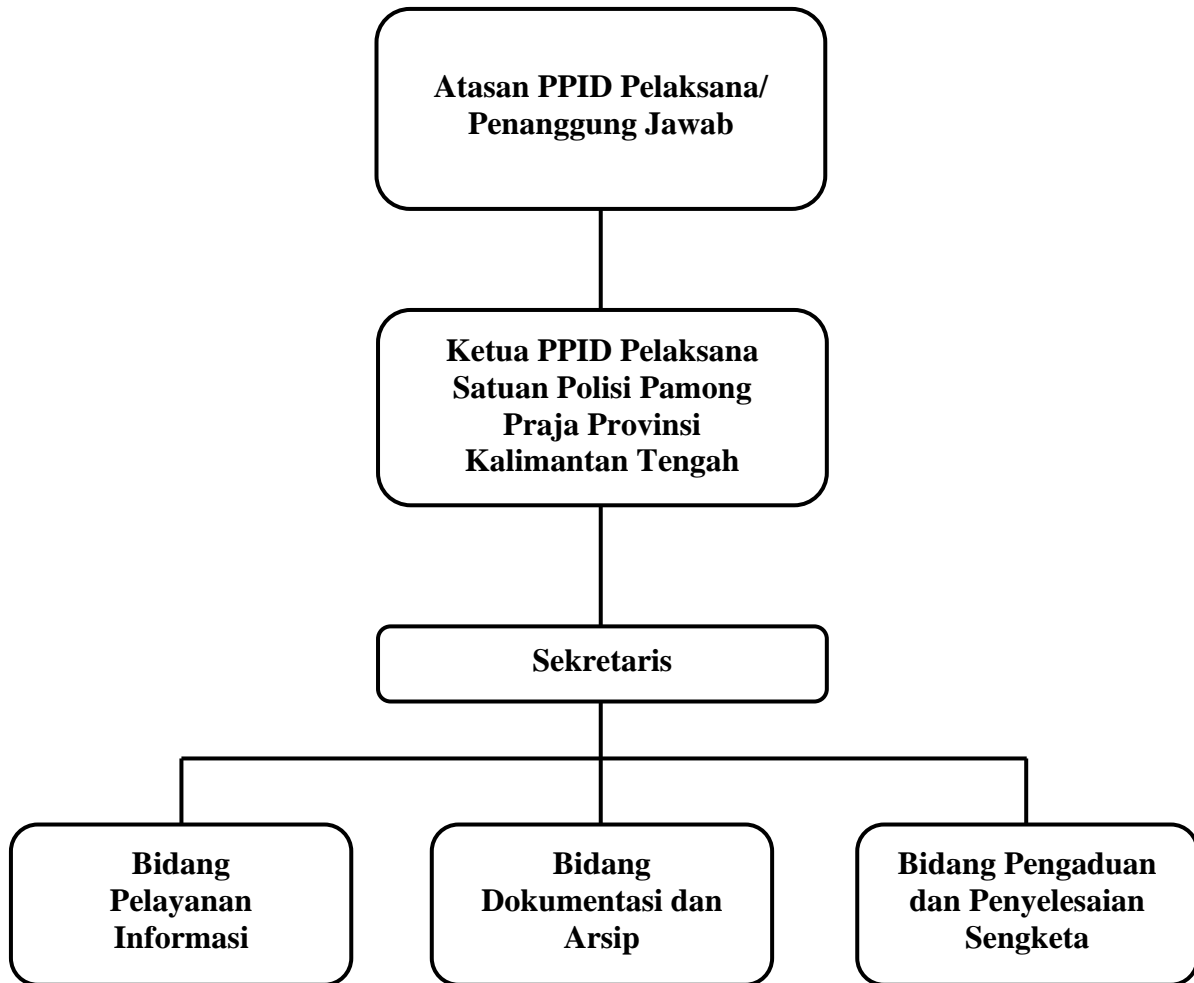 Atasan PPID Pelaksana/
Penanggung Jawab
Ketua PPID Pelaksana
Satuan Polisi Pamong
Praja Provinsi
Kalimantan Tengah
Sekretaris
Bidang
Pelayanan
Informasi
Bidang
Dokumentasi dan
Arsip
Bidang Pengaduan
dan Penyelesaian
Sengketa